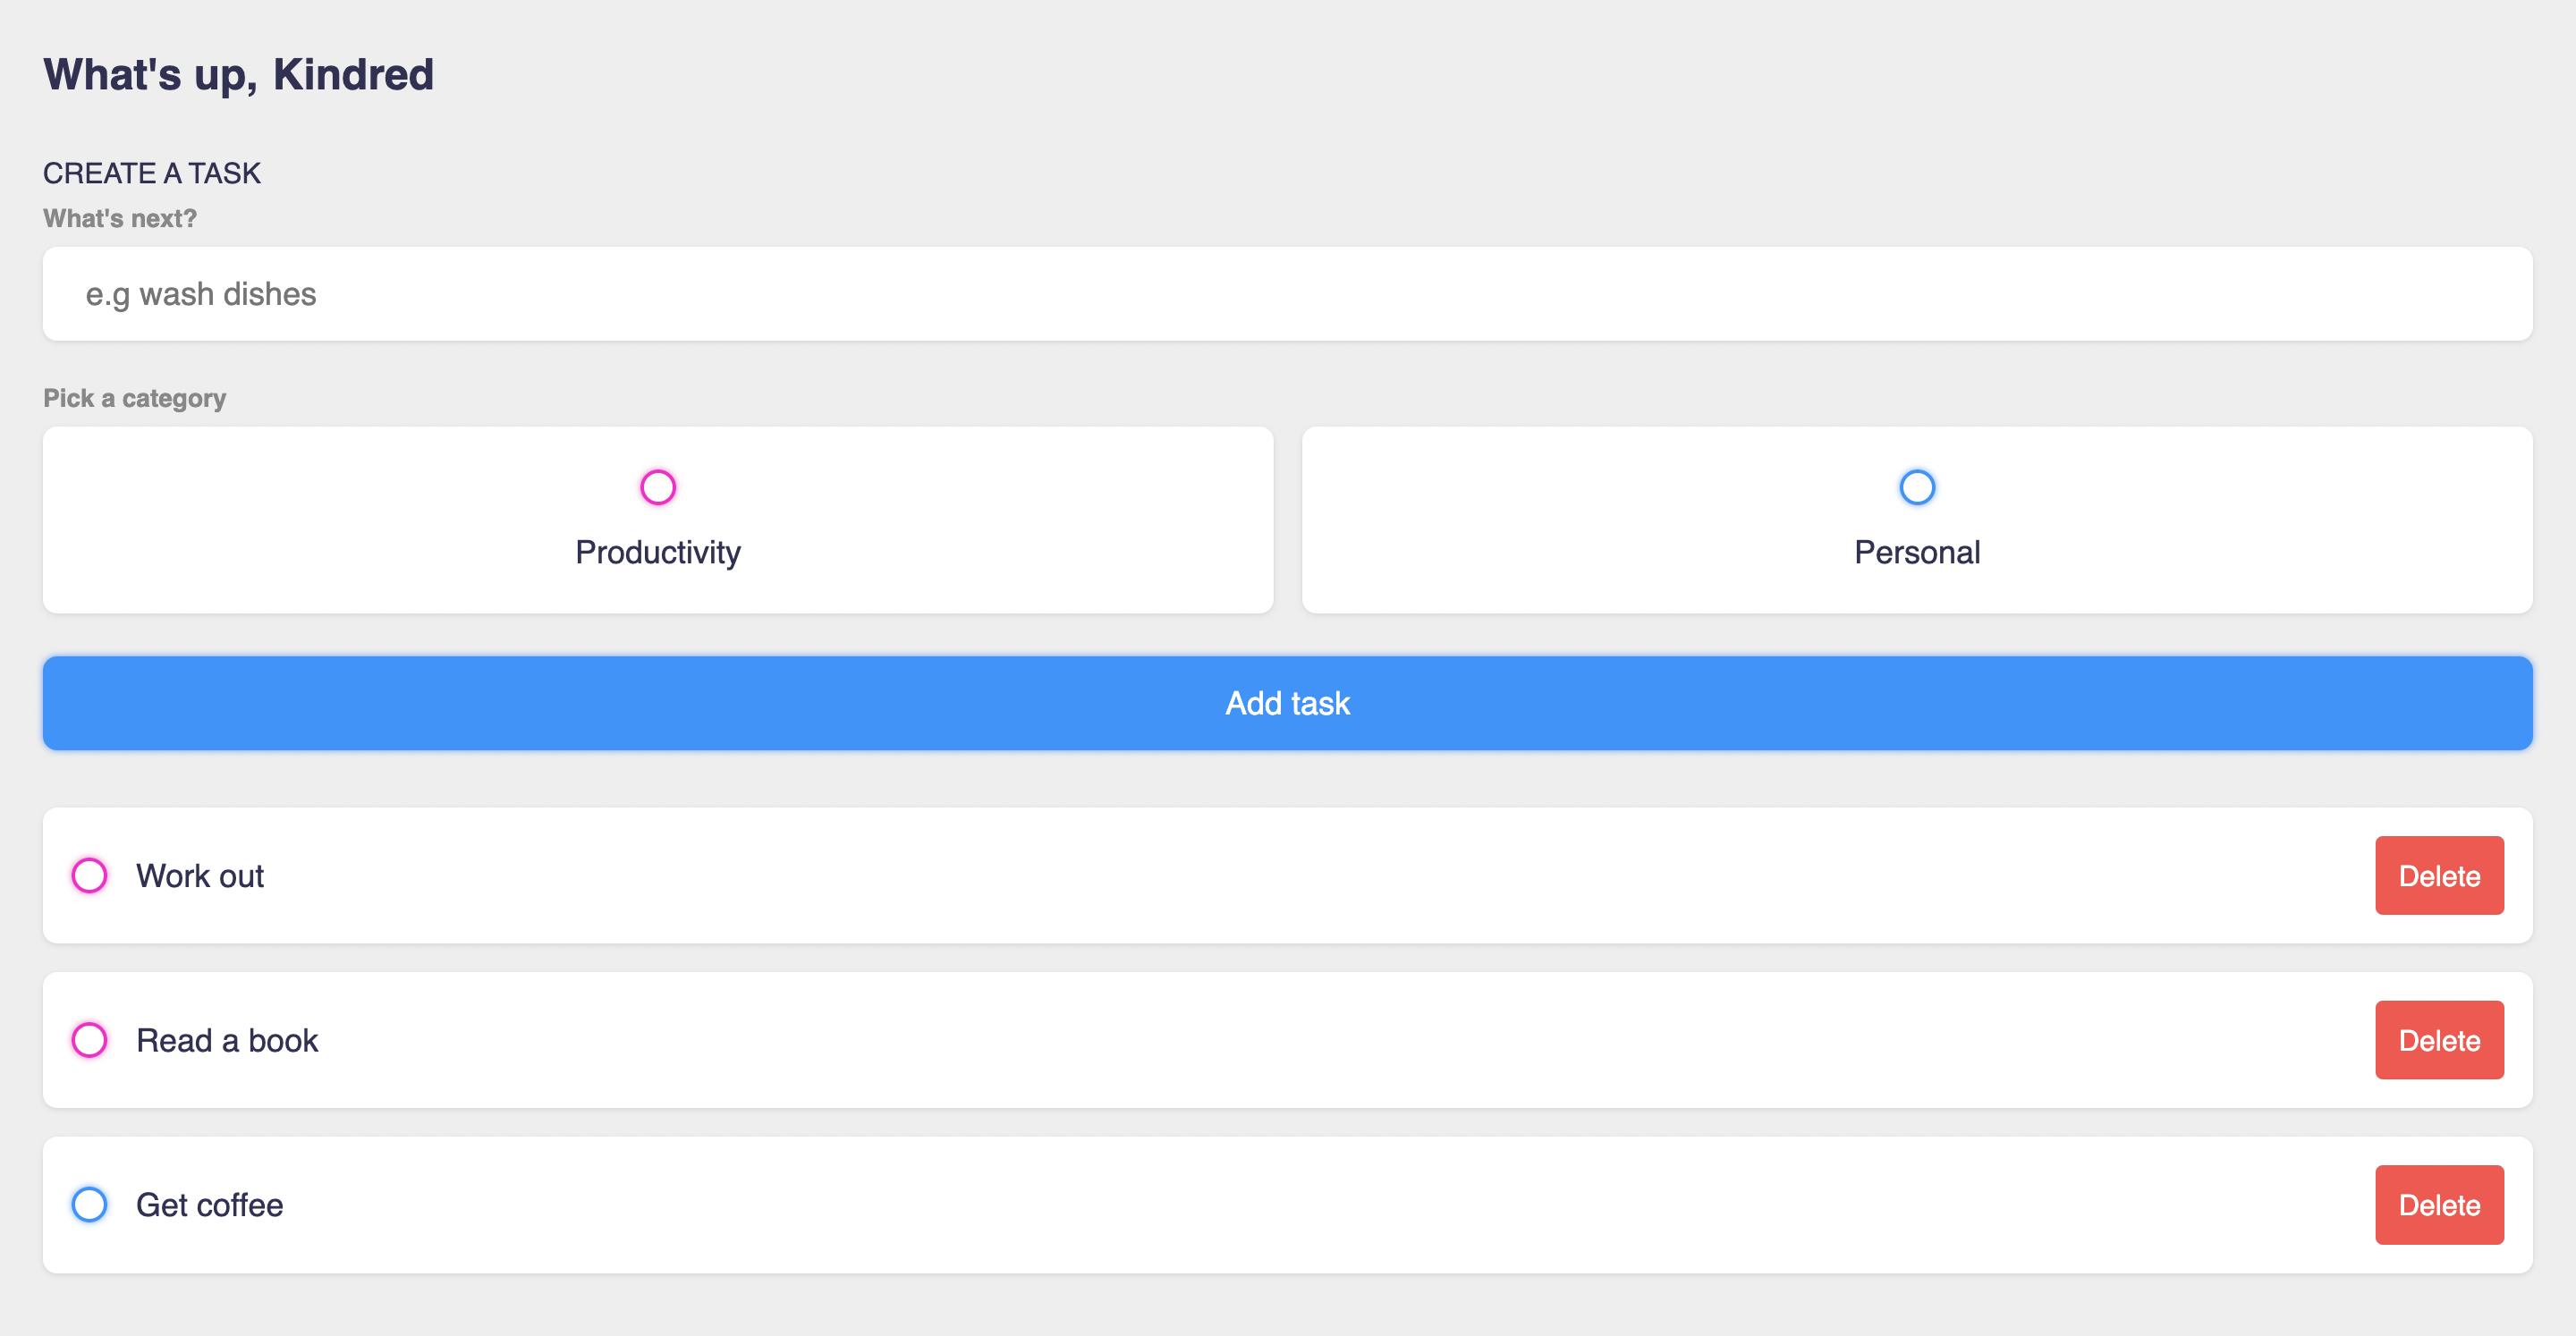 What's up, Kindred
CREATE A TASK
What's next?
e.g wash dishes
Pick a category
Productivity
Personal
Add task
Work out
Delete
Read a book
Delete
Get coffee
Delete